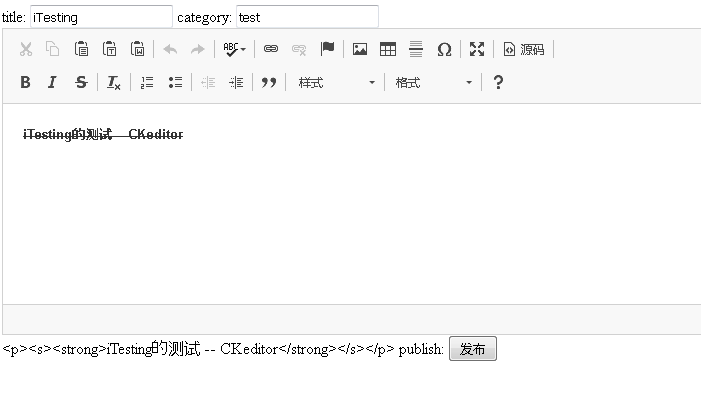 title: iTesting category: test
ABC Ω 源码
B I S Tx 样式 格式 ?
iTesting的测试 -- CKeditor
<p><s><strong>iTesting的测试 -- CKeditor</strong></s></p> publish: 发布